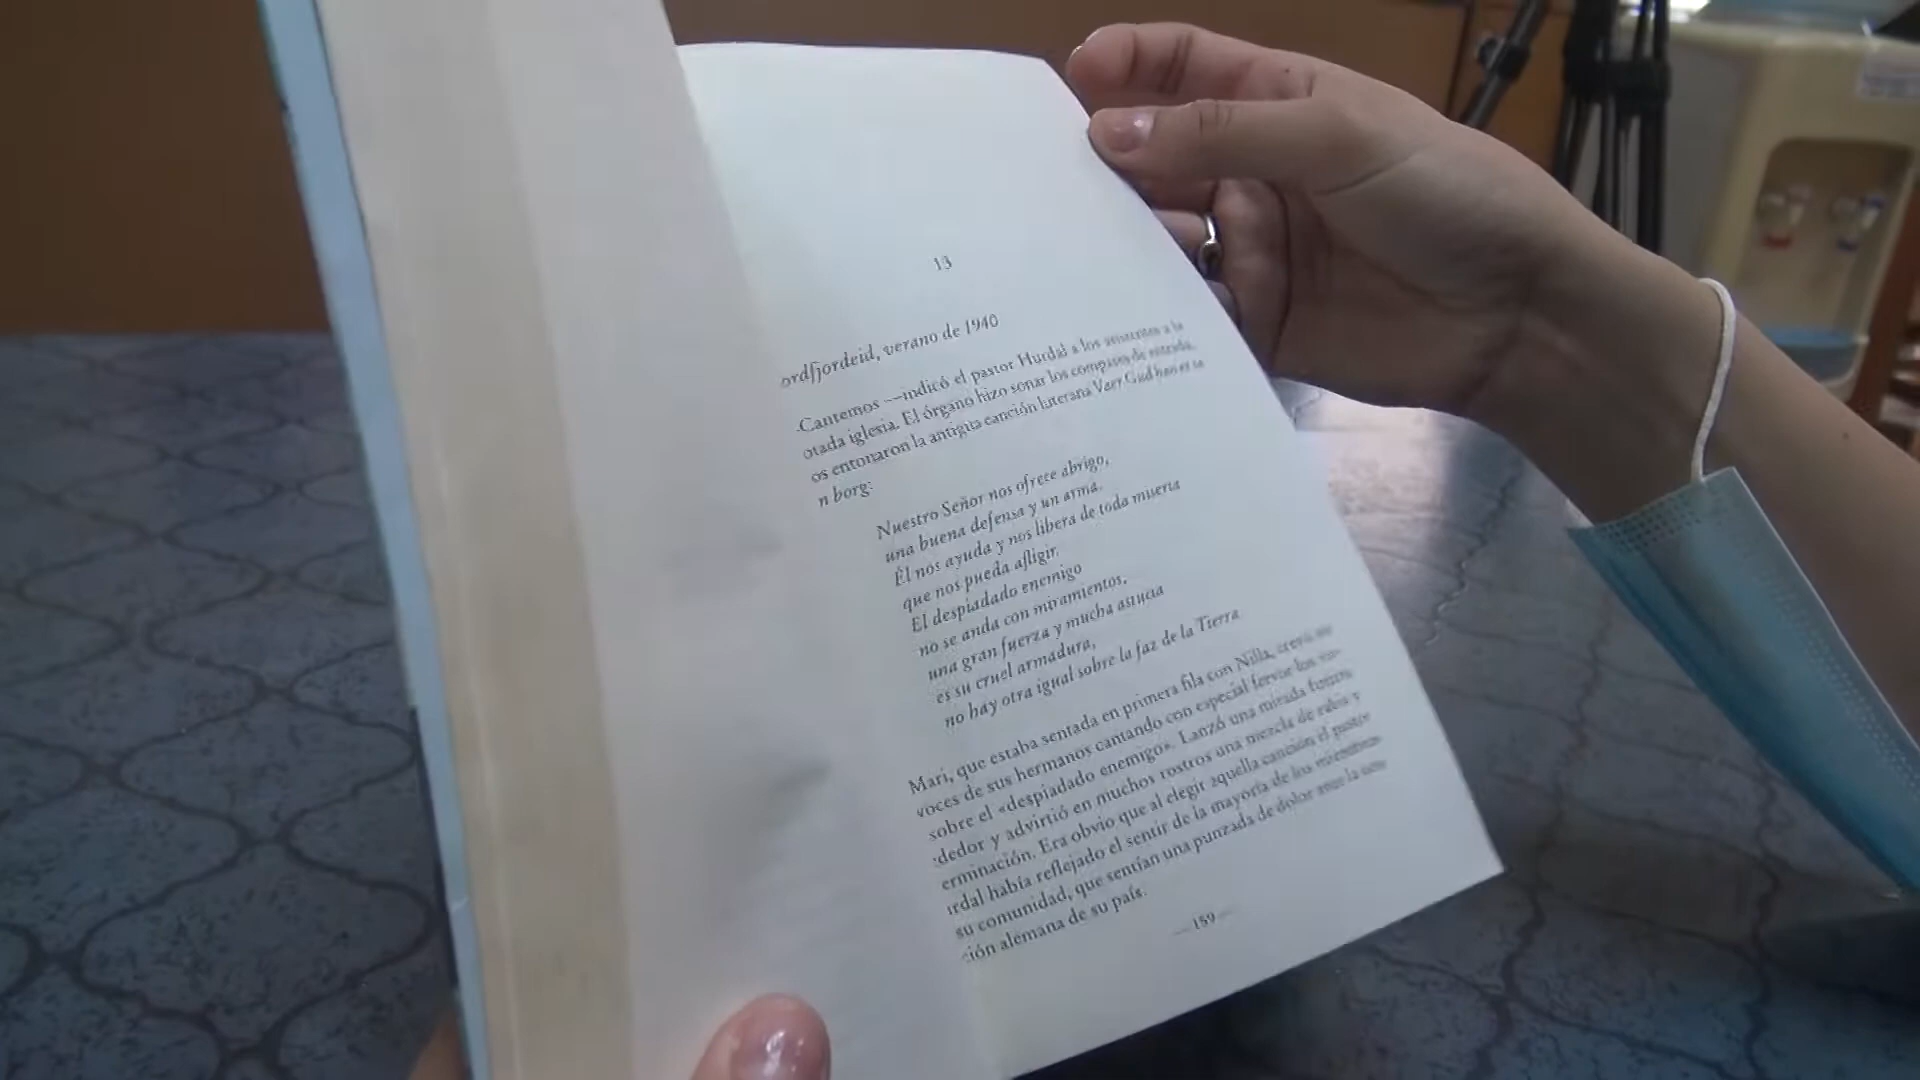 13
ordfjordeid, verano de 1940
Cantemos —indicó el pastor Hurdal a los asistentes a la
otada iglesia. El órgano hizo sonar los compases de entrada,
os entonaron la antigua canción luterana Vaer Gud han er så
n borg:
Nuestro Señor nos ofrece abrigo,
una buena defensa y un arma.
Él nos ayuda y nos libera de toda miseria
que nos pueda afligir.
El despiadado enemigo
no se anda con miramientos,
una gran fuerza y mucha astucia
es su cruel armadura,
no hay otra igual sobre la faz de la Tierra
Mari, que estaba sentada en primera fila con Nilla, creyó
voces de sus hermanos cantando con especial fervor los
sobre el «despiadado enemigo». Lanzó una mirada
dedor y advirtió en muchos rostros una mezcla de rabia y
erminación. Era obvio que al elegir aquella canción el pastor
rdal había reflejado el sentir de la mayoría de los miembros
su comunidad, que sentían una punzada de dolor ante la
ción alemana de su país.
—159—